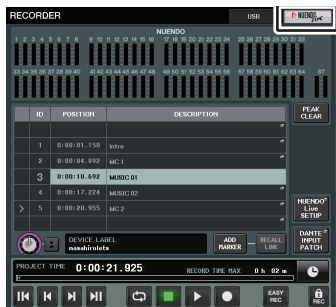 RECORDER USB NUENDO Live
NUENDO
1 2 3 4 5 6 7 8 9 10 11 12 13 14 15 16 17 18 19 20 21 22 23 24 25 26 27 28 29 30 31 32
33 34 35 36 37 38 39 40 41 42 43 44 45 46 47 48 49 50 51 52 53 54 55 56 57 58 59 60 61 62 63 64 ST
PEAK CLEAR
ID POSITION DESCRIPTION
1 0:00:01.150 intro
2 0:00:04.892 MC 1
3 0:00:10.692 MUSIC 01
4 0:00:17.224 MUSIC 02
> 5 0:00:20.955 MC 2
NUENDO® Live SETUP
DEVICE LABEL
manshirolets
ADD MARKER
RECALL LINK
DANTE® INPUT PATCH
PROJECT TIME 0:00:21.925 RECORD TIME MAX 0 h 02 m
EASY REC
REC